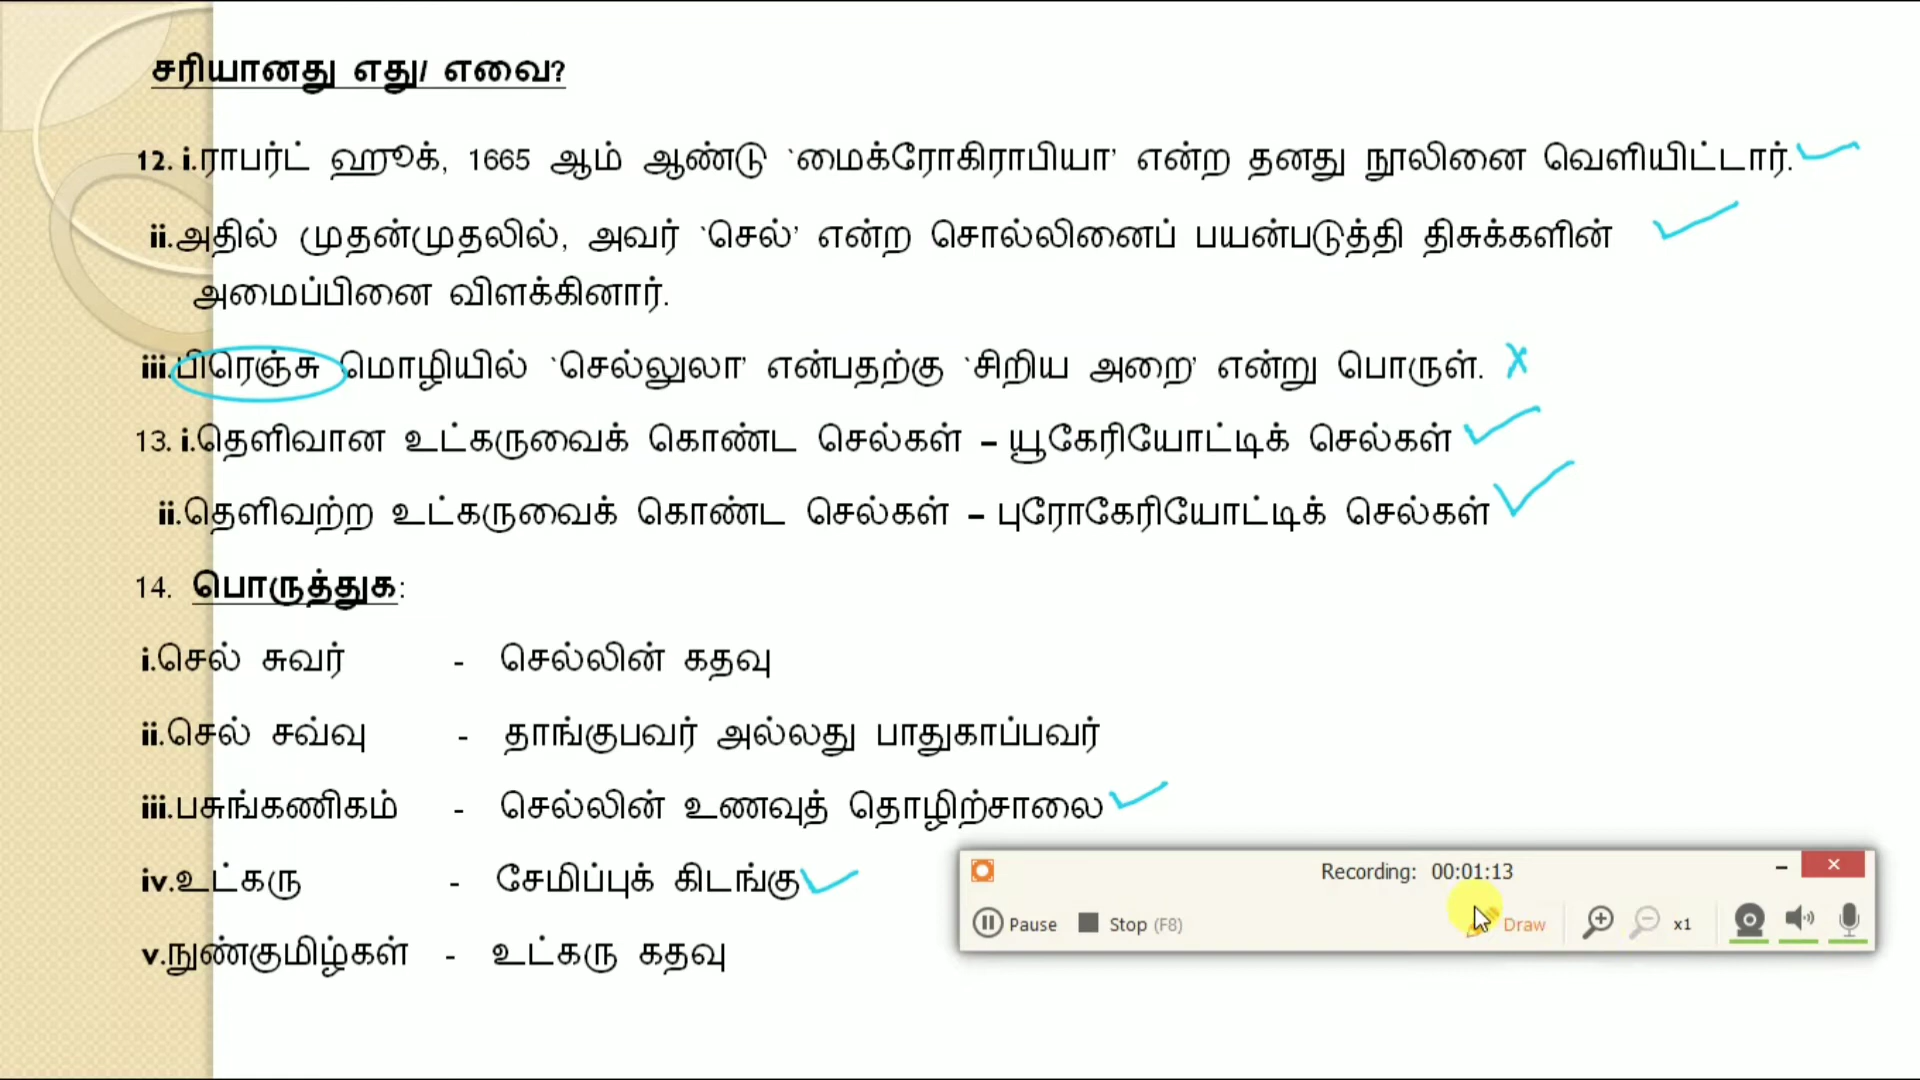 சரியானது எது/ எவை?
12. i.ராபர்ட் ஹூக், 1665 ஆம் ஆண்டு `மைக்ரோகிராபியா' என்ற தனது நூலினை வெளியிட்டார்.
ii.அதில் முதன்முதலில், அவர் `செல்' என்ற சொல்லினைப் பயன்படுத்தி திசுக்களின்
அமைப்பினை விளக்கினார்.
iii.பிரெஞ்சு மொழியில் `செல்லுலா' என்பதற்கு `சிறிய அறை' என்று பொருள்.
13. i.தெளிவான உட்கருவைக் கொண்ட செல்கள் – யூகேரியோட்டிக் செல்கள்
ii.தெளிவற்ற உட்கருவைக் கொண்ட செல்கள் – புரோகேரியோட்டிக் செல்கள்
14. பொருத்துக:
i.செல் சுவர் - செல்லின் கதவு
ii.செல் சவ்வு - தாங்குபவர் அல்லது பாதுகாப்பவர்
iii.பசுங்கணிகம் - செல்லின் உணவுத் தொழிற்சாலை
iv.உட்கரு - சேமிப்புக் கிடங்கு
v.நுண்குமிழ்கள் - உட்கரு கதவு
Recording: 00:01:13
Pause Stop (F8) Draw x1